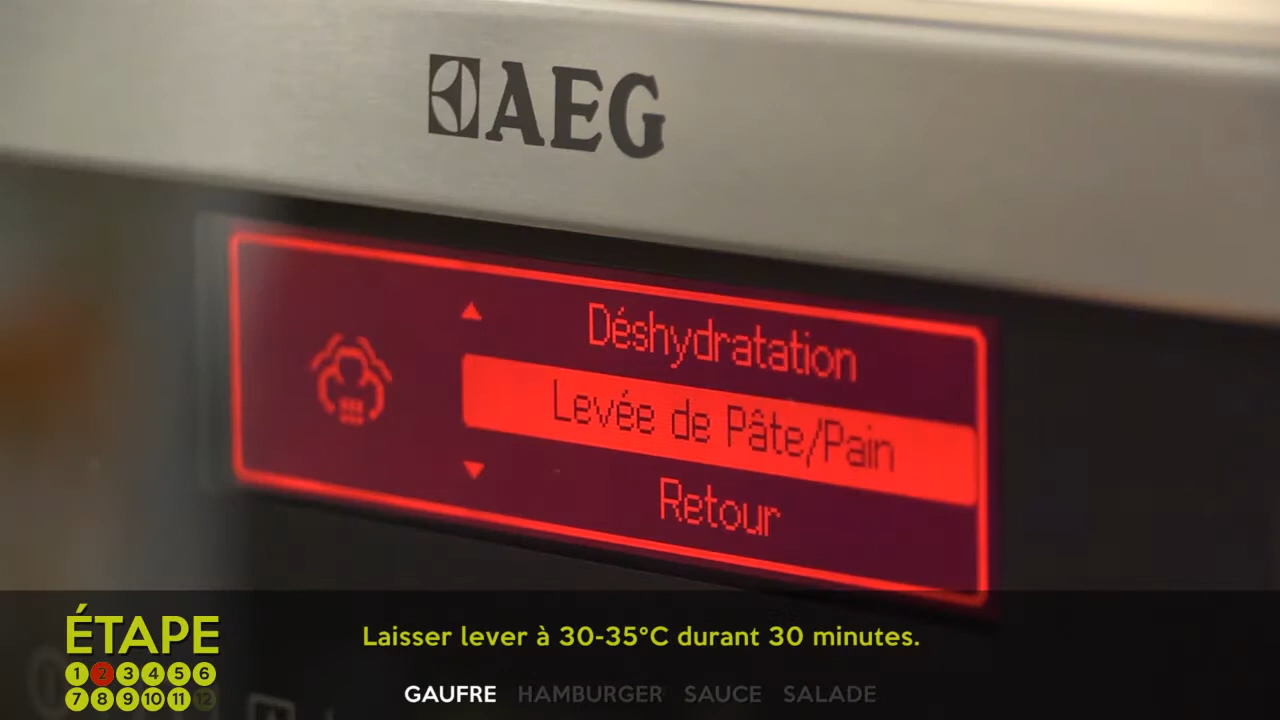 AEG
Déshydratation
Levée de Pâte/Pain
Retour
ÉTAPE
1 2 3 4 5 6
7 8 9 10 11 12
Laisser lever à 30-35°C durant 30 minutes.
GAUFRE HAMBURGER SAUCE SALADE